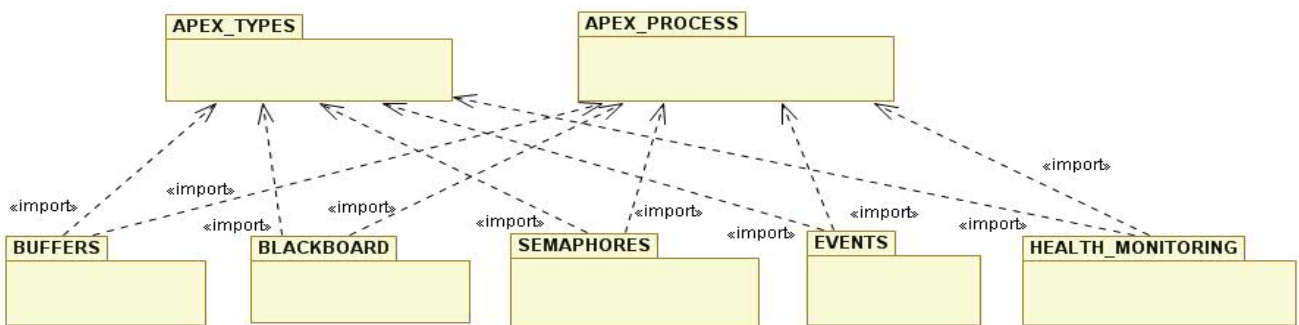 APEX_TYPES
APEX_PROCESS
«import»
«import»
«import»
«import»
«import»
«import»
«import»
«import»
«import»
«import»
BUFFERS
BLACKBOARD
SEMAPHORES
EVENTS
HEALTH_MONITORING